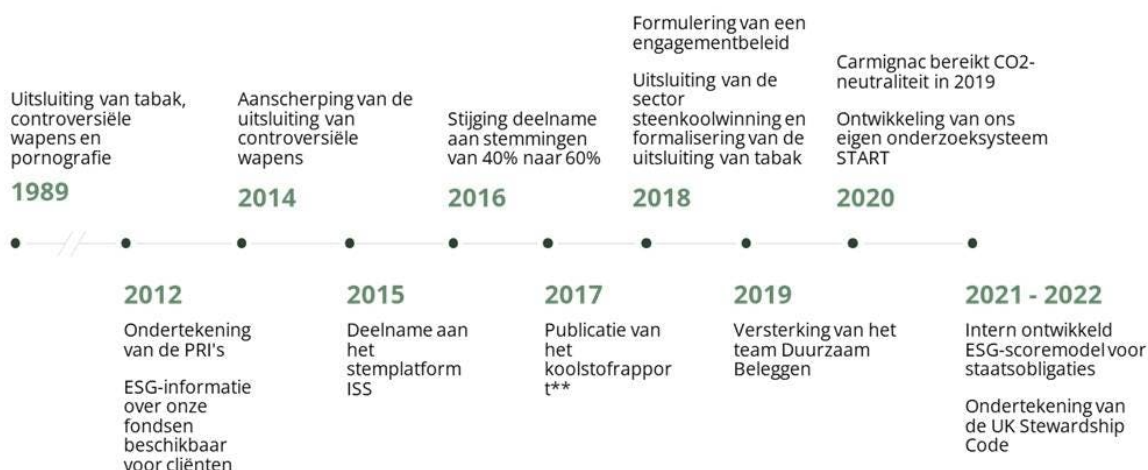 Uitsluiting van tabak,
controversiële
wapens en
pornografie
1989
Ondertekening
van de PRI's
ESG-informatie
over onze
fondsen
beschikbaar
voor cliënten
2012
Aanscherping van de
uitsluiting van
controversiële
wapens
2014
2015
Deelname aan
het
stemplatform
ISS
Stijging deelname
aan stemmingen
van 40% naar 60%
2016
2017
Publicatie van
het
koolstofrappor
t**
Formulering van een
engagementbeleid
Uitsluiting van de
sector
steenkoolwinning en
formalisering van de
uitsluiting van tabak
2018
2019
Versterking van het
team Duurzaam
Beleggen
Carmignac bereikt CO2-
neutraliteit in 2019
Ontwikkeling van ons
eigen onderzoeksysteem
START
2020
2021 - 2022
Intern ontwikkeld
ESG-scoremodel voor
staatsobligaties
Ondertekening van
de UK Stewardship
Code